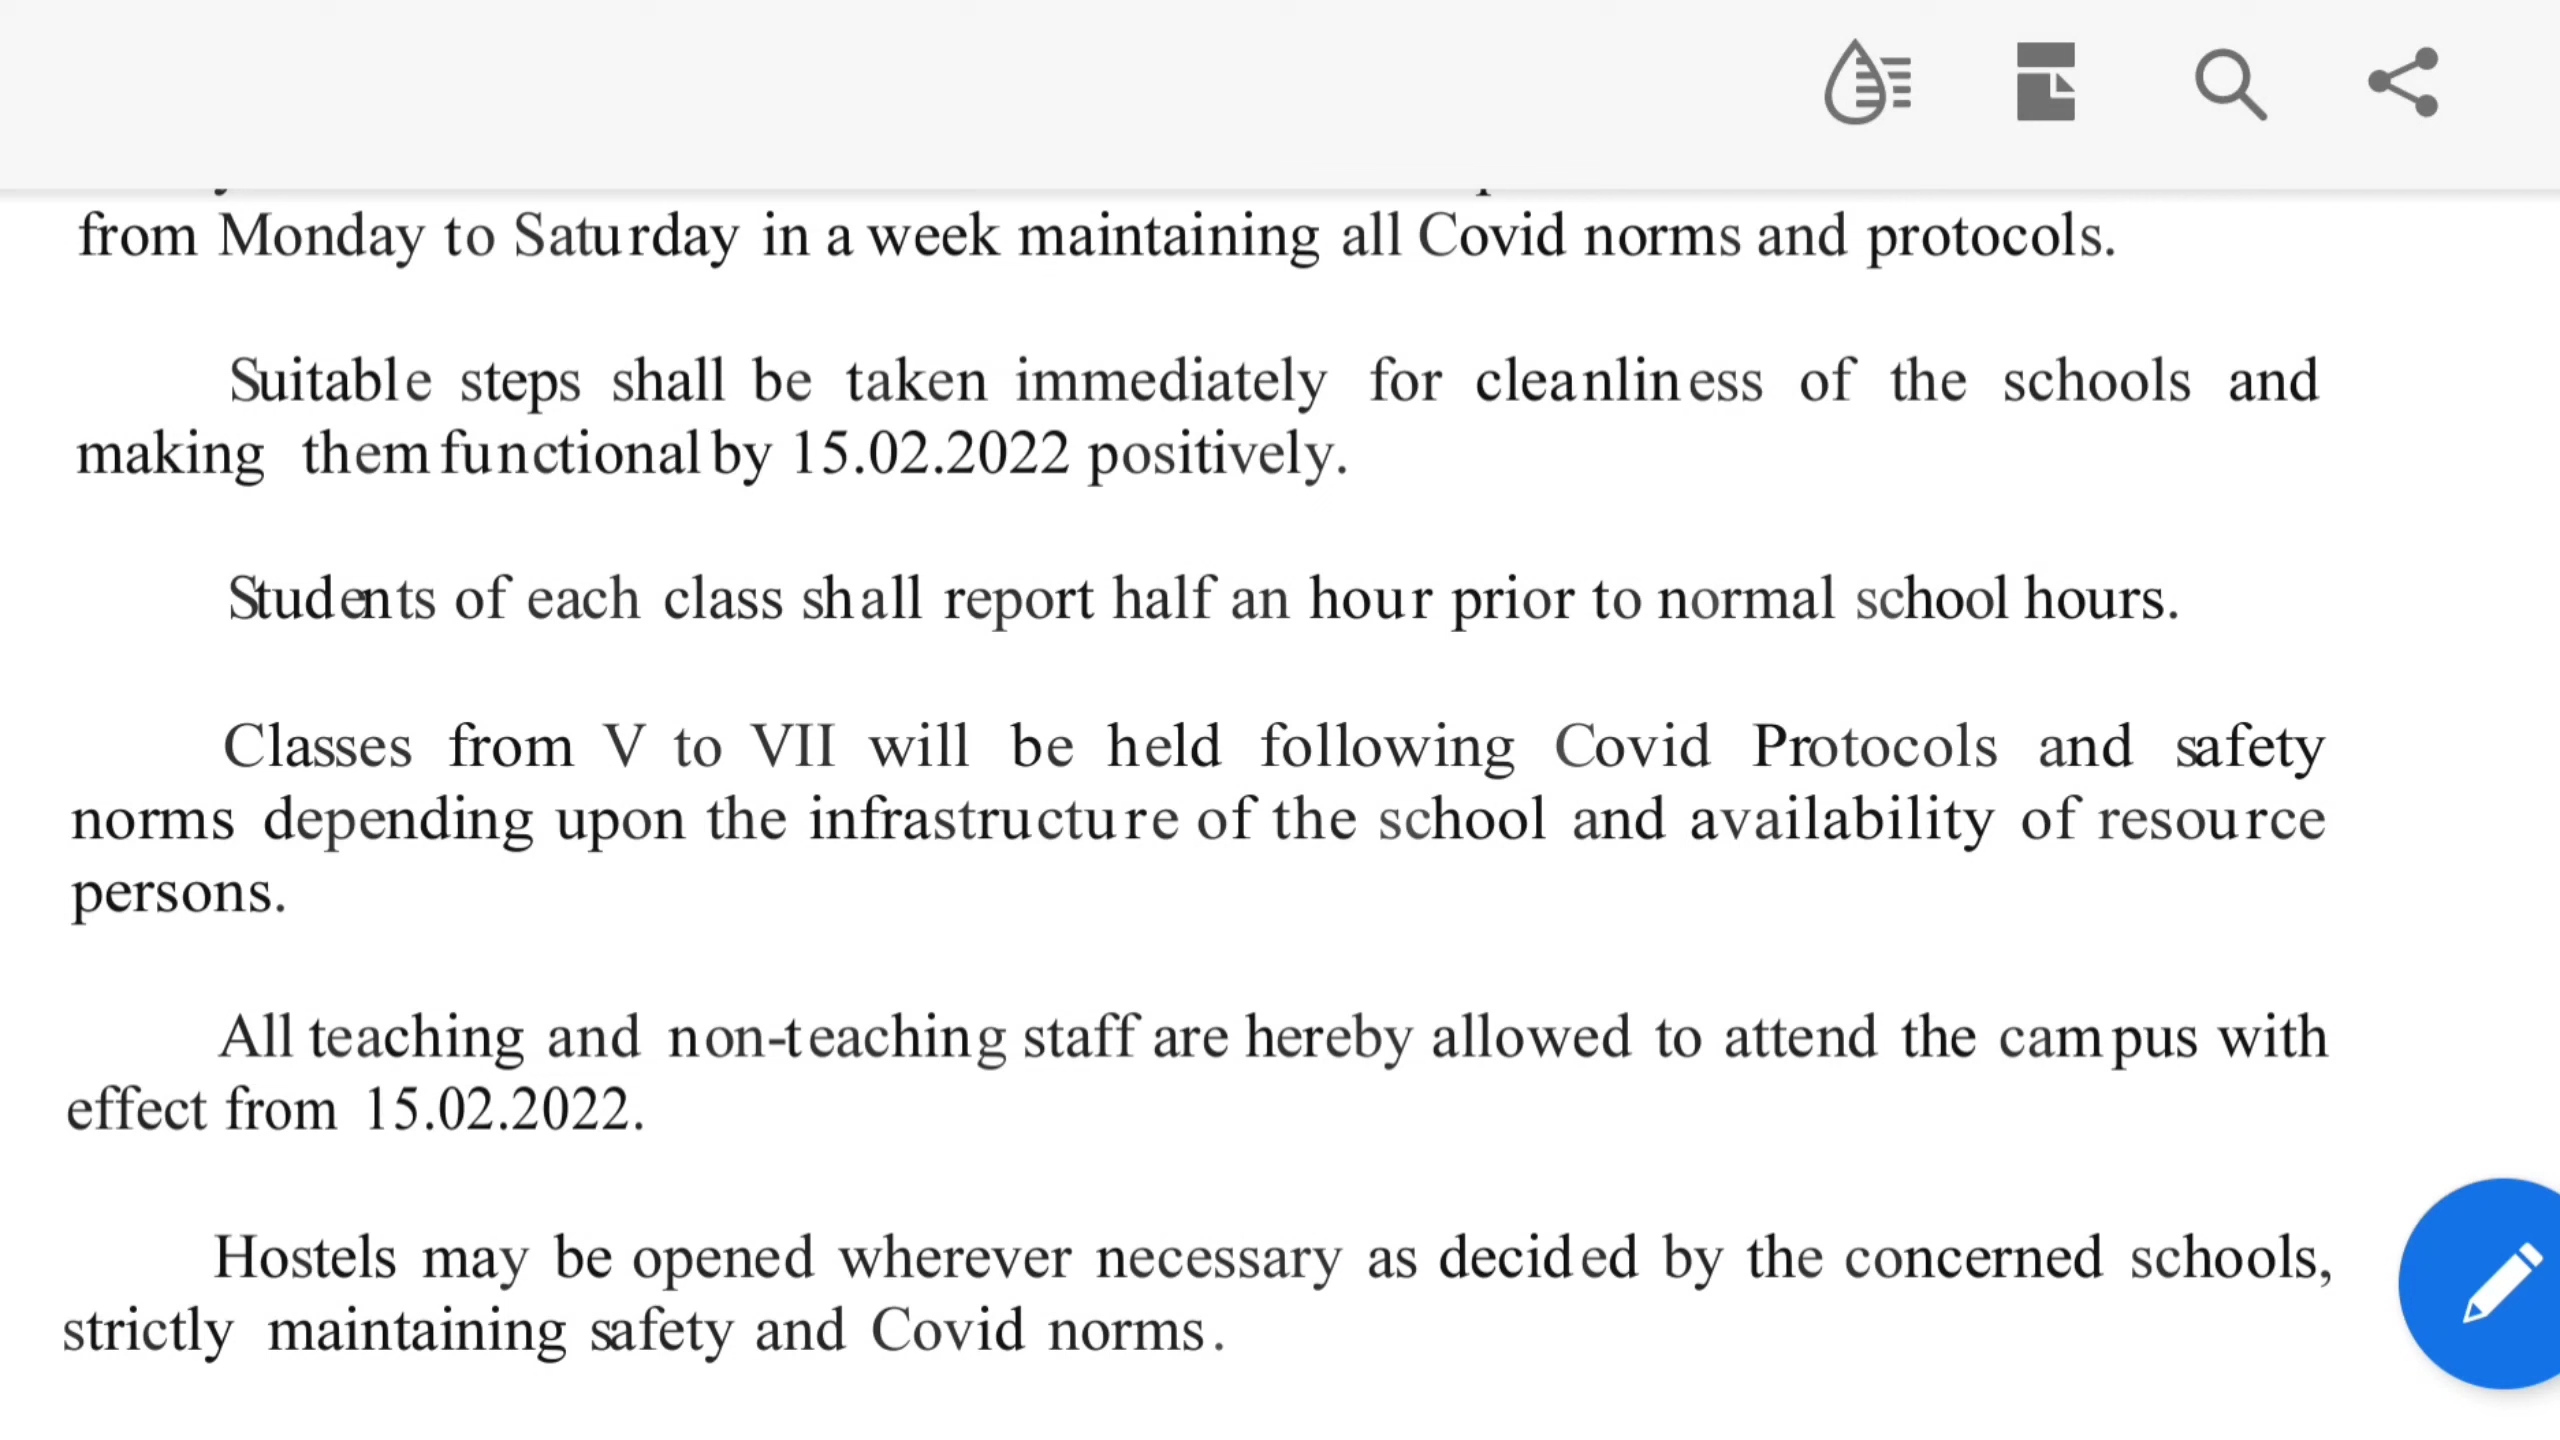 from Monday to Saturday in a week maintaining all Covid norms and protocols.
Suitable steps shall be taken immediately for cleanliness of the schools and
making them functional by 15.02.2022 positively.
Students of each class shall report half an hour prior to normal school hours.
Classes from V to VII will be held following Covid Protocols and safety
norms depending upon the infrastructure of the school and availability of resource
persons.
All teaching and non-teaching staff are hereby allowed to attend the campus with
effect from 15.02.2022.
Hostels may be opened wherever necessary as decided by the concerned schools,
strictly maintaining safety and Covid norms.